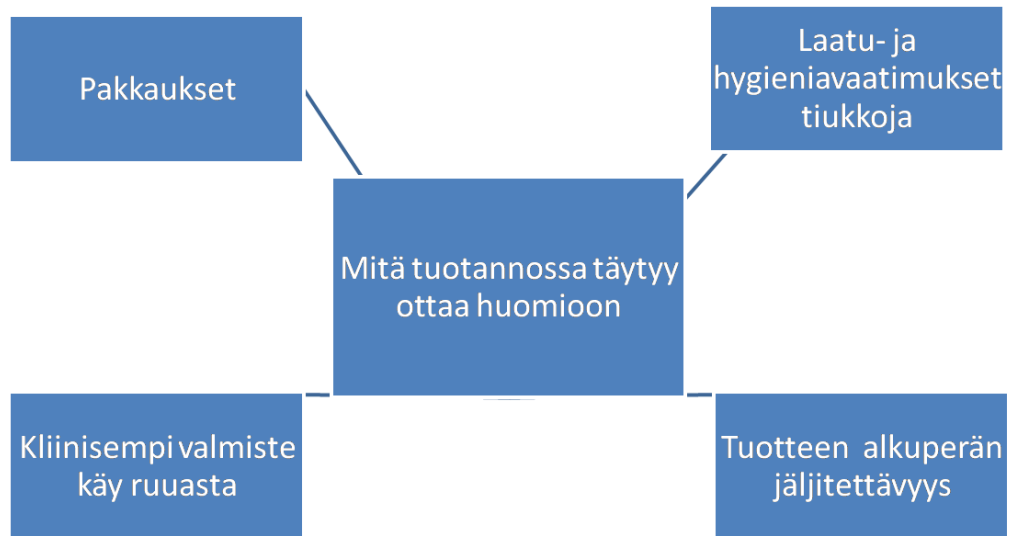 Pakkaukset
Laatu- ja
hygieniavaatimukset
tiukkoja
Mitä tuotannossa täytyy
ottaa huomioon
Kliinisempi valmiste
käy ruuasta
Tuotteen alkuperän
jäljitettävyys